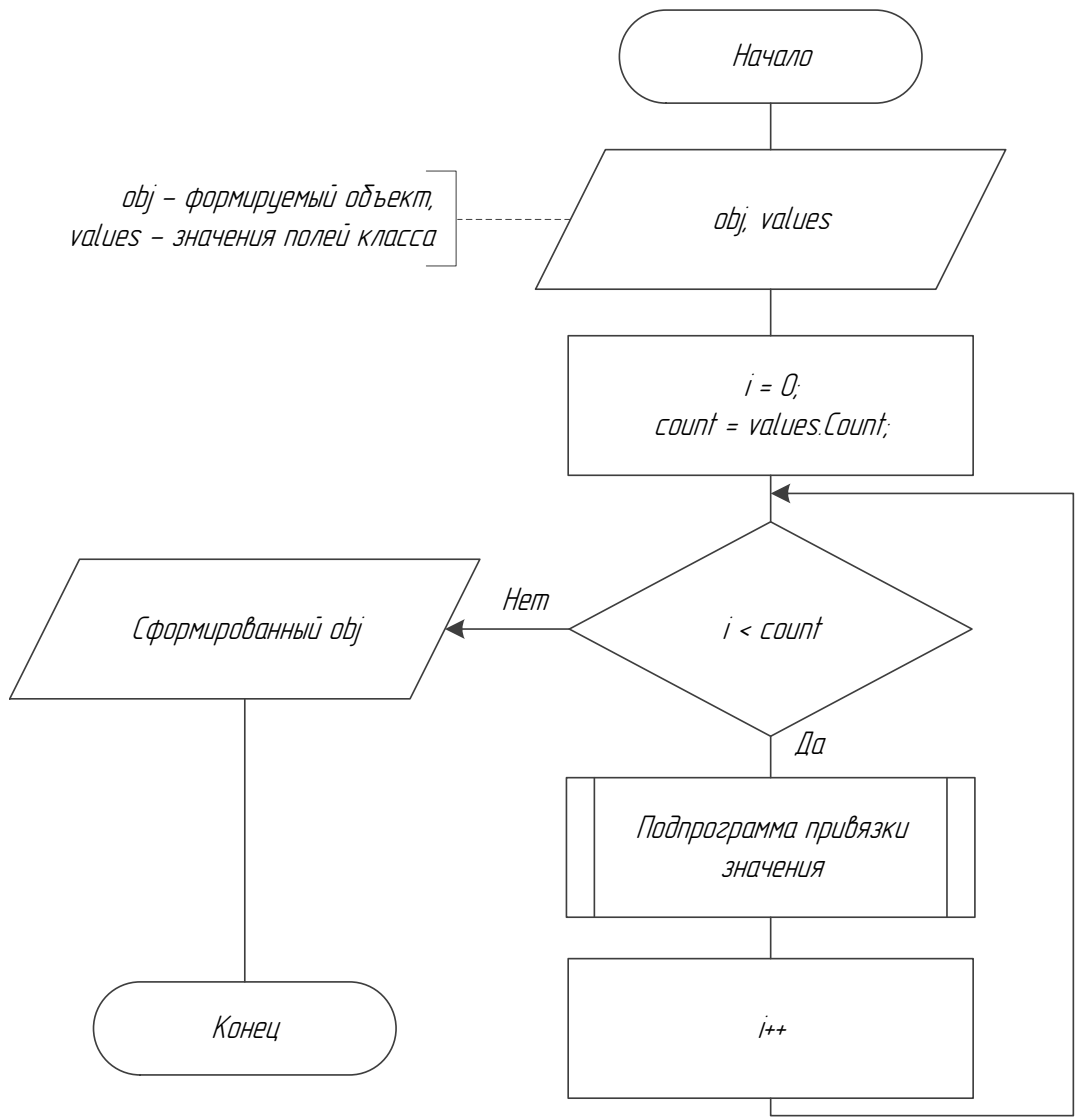 Начало
obj – формируемый объект,
values – значения полей класса
obj, values
i = 0;
count = values.Count;
Сформированный obj
Нет
i < count
Да
Подпрограмма привязки
значения
i++
Конец